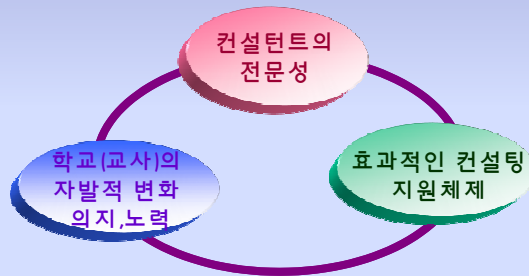 컨설턴트의
전문성
학교(교사)의
자발적 변화
의지,노력
효과적인 컨설팅
지원체제